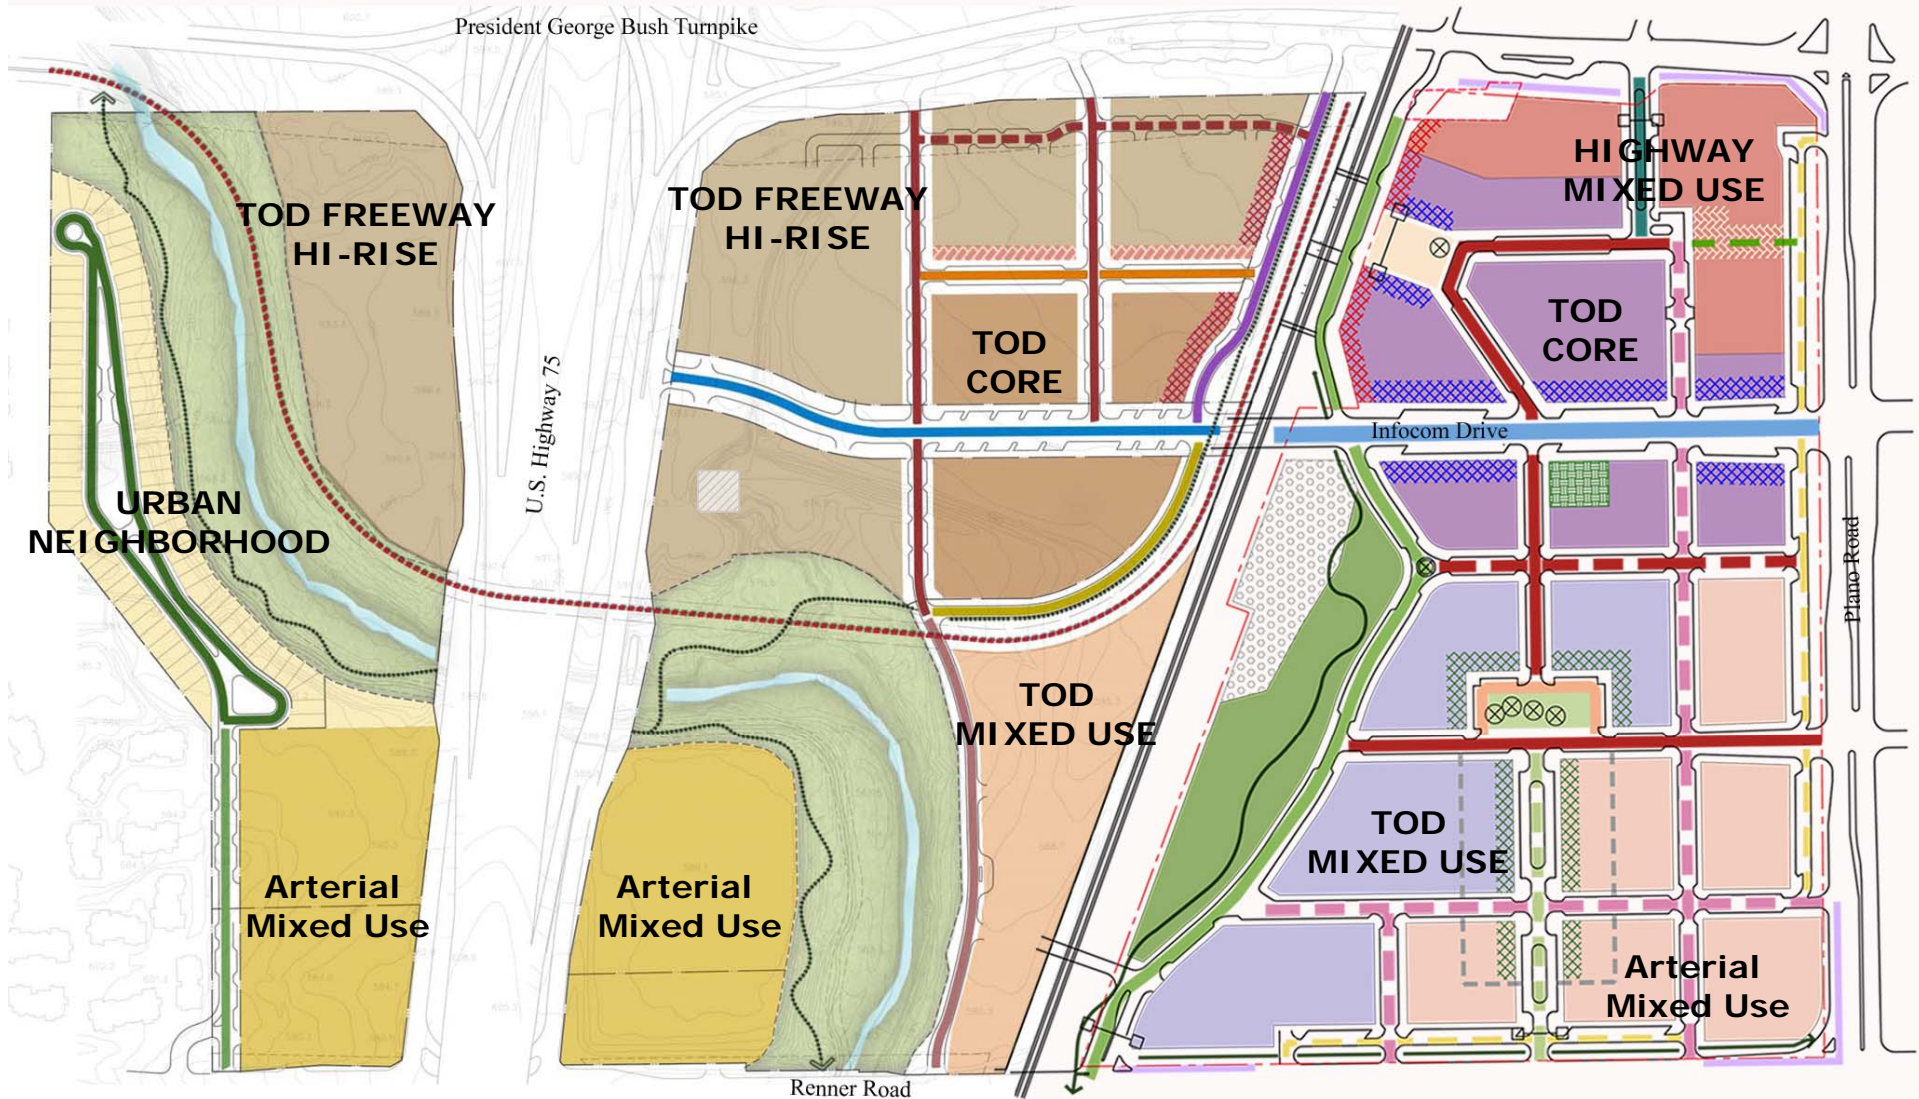 President George Bush Turnpike
HIGHWAY
MIXED USE
TOD FREEWAY
HI-RISE
TOD FREEWAY
HI-RISE
TOD
CORE
TOD
CORE
U.S. Highway 75
Infocom Drive
URBAN
NEIGHBORHOOD
Plano Road
TOD
MIXED USE
TOD
MIXED USE
Arterial
Mixed Use
Arterial
Mixed Use
Arterial
Mixed Use
Renner Road